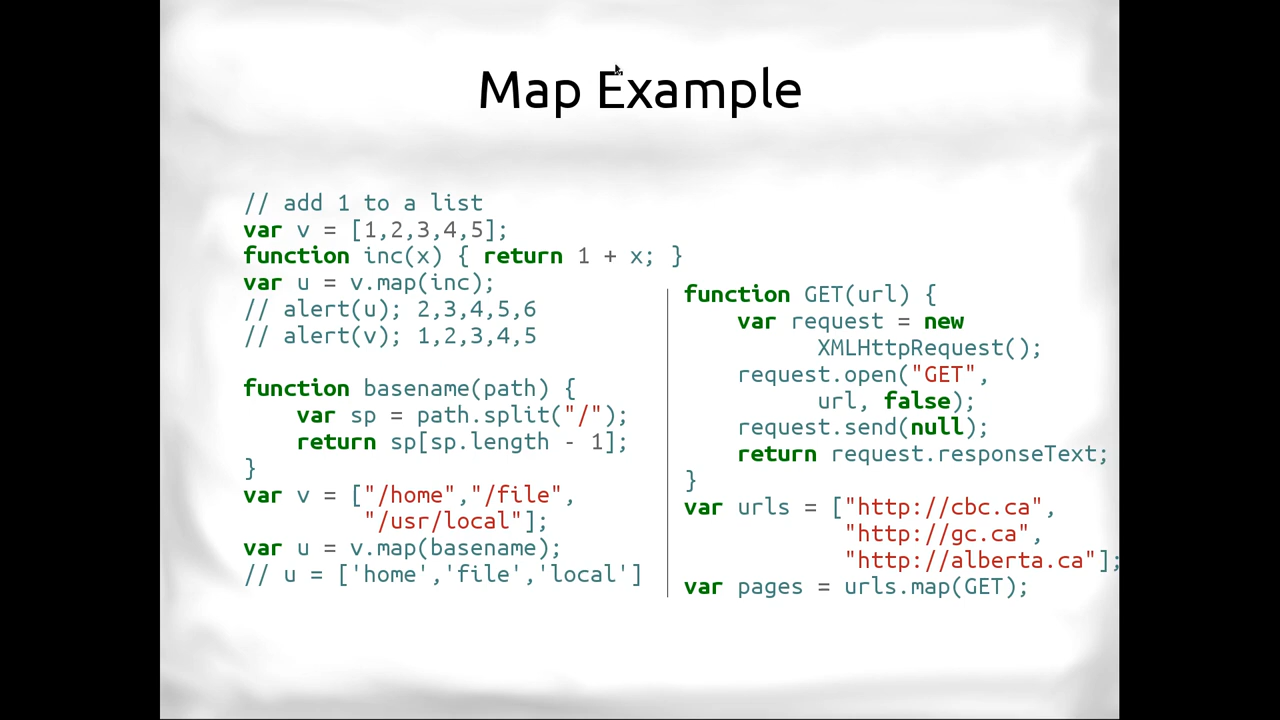 Map Example
// add 1 to a list
var v = [1,2,3,4,5];
function inc(x) { return 1 + x; }
var u = v.map(inc);
// alert(u); 2,3,4,5,6
// alert(v); 1,2,3,4,5
function basename(path) {
    var sp = path.split("/");
    return sp[sp.length - 1];
}
var v = ["/home","/file",
         "/usr/local"];
var u = v.map(basename);
// u = ['home','file','local']
function GET(url) {
    var request = new
          XMLHttpRequest();
    request.open("GET",
          url, false);
    request.send(null);
    return request.responseText;
}
var urls = ["http://cbc.ca",
            "http://gc.ca",
            "http://alberta.ca"];
var pages = urls.map(GET);